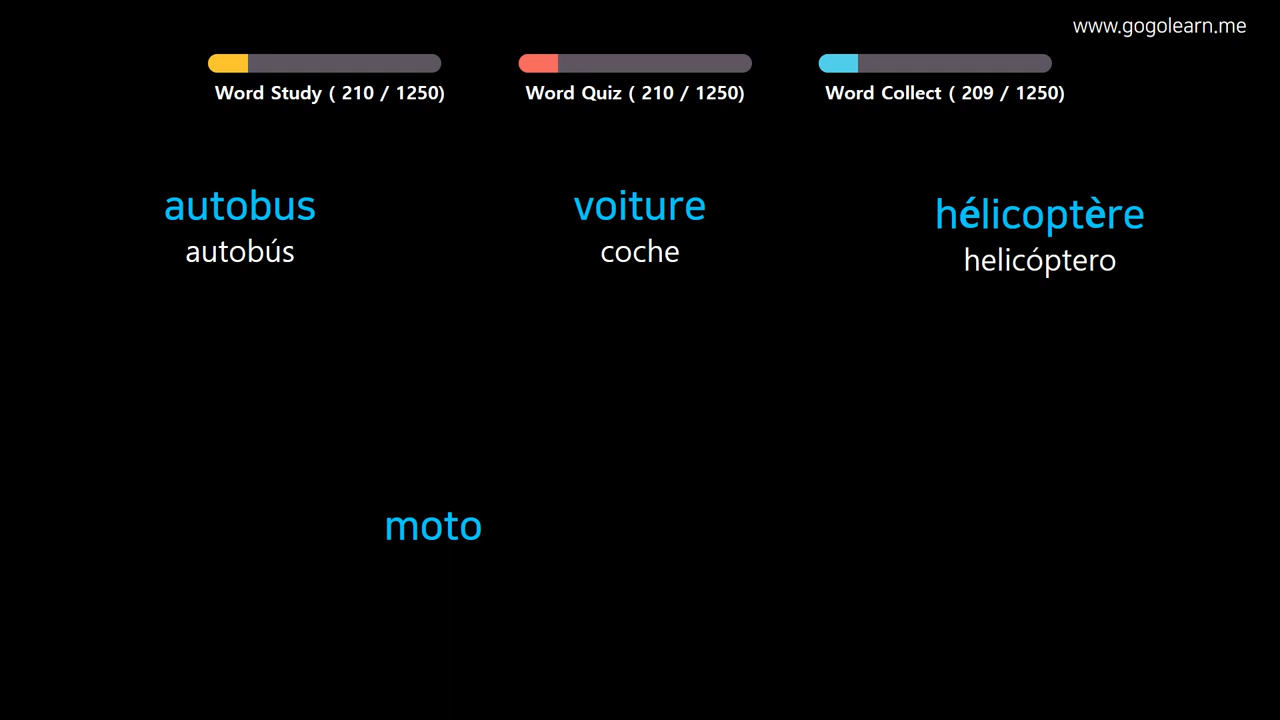 www.gogolearn.me
Word Study ( 210 / 1250)
Word Quiz ( 210 / 1250)
Word Collect ( 209 / 1250)
autobus
autobús
voiture
coche
hélicoptère
helicóptero
moto